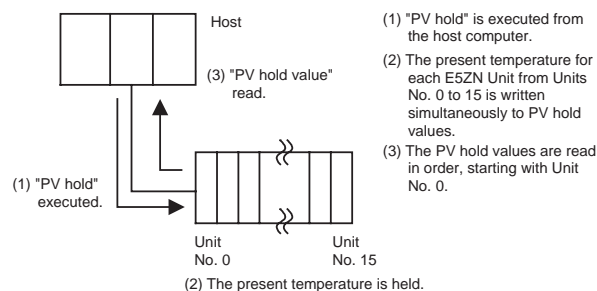 Host
(3) "PV hold value"
read.
(1) "PV hold"
executed.
Unit
No. 0
Unit
No. 15
(2) The present temperature is held.
(1) "PV hold" is executed from
the host computer.
(2) The present temperature for
each E5ZN Unit from Units
No. 0 to 15 is written
simultaneously to PV hold
values.
(3) The PV hold values are read
in order, starting with Unit
No. 0.